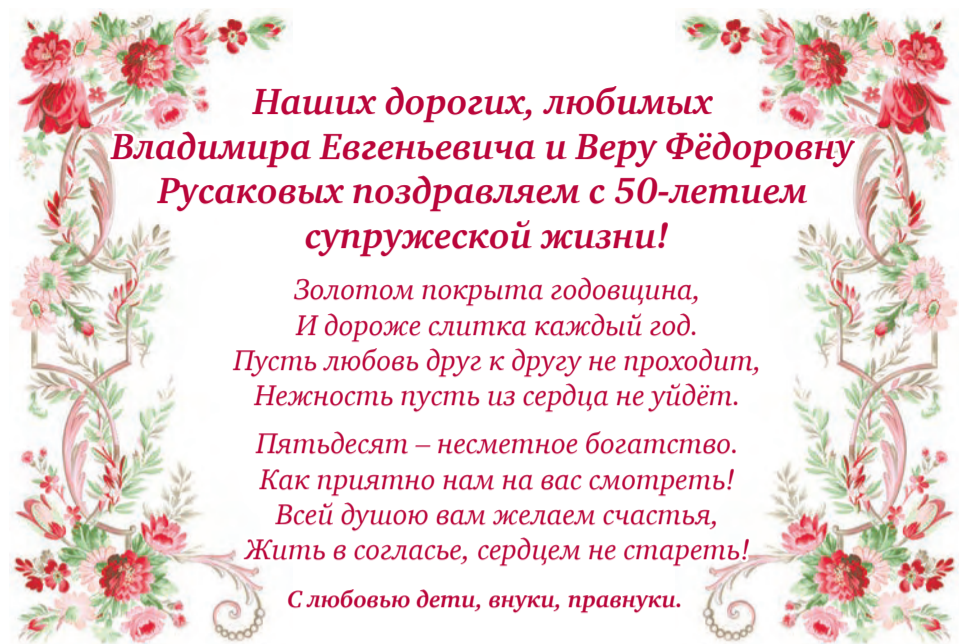 Наших дорогих, любимых
Владимира Евгеньевича и Веру Фёдоровну
Русаковых поздравляем с 50-летием
супружеской жизни!
Золотом покрыта годовщина,
И дороже слитка каждый год.
Пусть любовь друг к другу не проходит,
Нежность пусть из сердца не уйдёт.
Пятьдесят – несметное богатство.
Как приятно нам на вас смотреть!
Всей душою вам желаем счастья,
Жить в согласье, сердцем не стареть!
С любовью дети, внуки, правнуки.